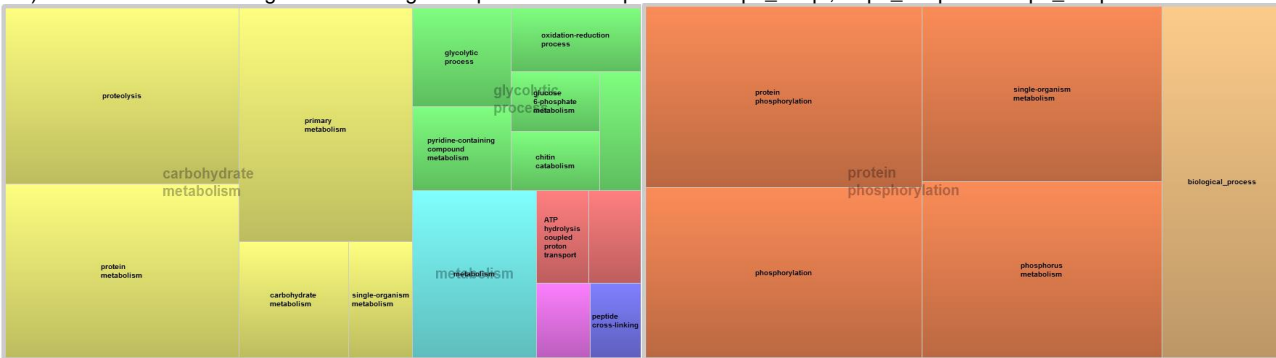 proteolysis
primary
metabolism
carbohydrate
metabolism
protein
metabolism
carbohydrate
metabolism
single-organism
metabolism
glycolytic
process
oxidation-reduction
process
glycolytic
process
glucose
6-phosphate
metabolism
pyridine-containing
compound
metabolism
chitin
catabolism
metabolism
metabolism
ATP
hydrolysis
coupled
proton
transport
peptide
cross-linking
protein
phosphorylation
single-organism
metabolism
protein
phosphorylation
phosphorylation
phosphorus
metabolism
biological_process